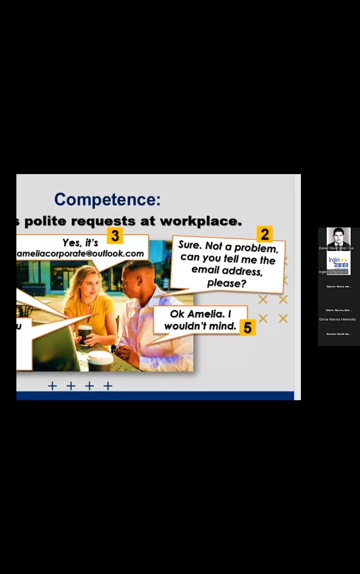 Competence:
s polite requests at workplace.
3
Yes, it's
ameliacorporate@outlook.com
2
Sure. Not a problem,
can you tell me the
email address,
please?
u
Ok Amelia. I
wouldn't mind.
5